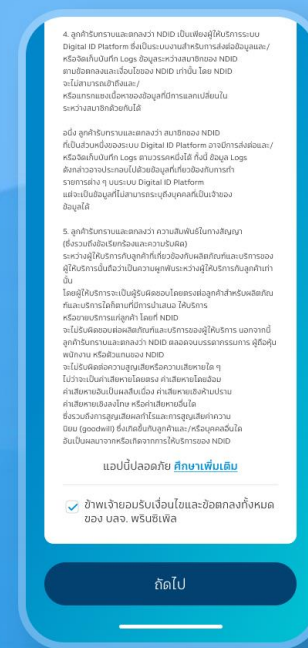 4. ลูกค้ารับทราบและตกลงว่า NDID เป็นเพียงผู้ให้บริการระบบ
Digital ID Platform ซึ่งเป็นระบบงานสำหรับการส่งต่อข้อมูลและ/
หรือจัดเก็บบันทึก Logs ข้อมูลระหว่างสมาชิกของ NDID
ตามข้อตกลงและเงื่อนไขของ NDID เท่านั้น โดย NDID
จะไม่สามารถเข้าถึงและ/
หรือแทรกแซงเนื้อหาของข้อมูลที่มีการแลกเปลี่ยนใน
ระหว่างสมาชิกด้วยกันได้
อนึ่ง ลูกค้ารับทราบและตกลงว่า สมาชิกของ NDID
ที่เป็นส่วนหนึ่งของระบบ Digital ID Platform อาจมีการส่งต่อและ/
หรือจัดเก็บบันทึก Logs ตามวรรคหนึ่งได้ ทั้งนี้ ข้อมูล Logs
ดังกล่าวอาจประกอบไปด้วยข้อมูลที่เกี่ยวข้องกับการทำ
รายการต่าง ๆ บนระบบ Digital ID Platform
แต่จะเป็นข้อมูลที่ไม่สามารถระบุถึงบุคคลที่เป็นเจ้าของ
ข้อมูลได้
5. ลูกค้ารับทราบและตกลงว่า ความสัมพันธ์ในทางสัญญา
(ซึ่งรวมถึงข้อเรียกร้องและความรับผิด)
ระหว่างผู้ให้บริการกับลูกค้าที่เกี่ยวข้องกับผลิตภัณฑ์และบริการของ
ผู้ให้บริการนั้นถือว่าเป็นความผูกพันระหว่างผู้ให้บริการกับลูกค้าเท่า
นั้น
โดยผู้ให้บริการจะเป็นผู้รับผิดชอบโดยตรงต่อลูกค้าสำหรับผลิตภัณ
ฑ์และบริการใดก็ตามที่มีการนำเสนอ ให้บริการ
หรือขายบริการแก่ลูกค้า โดยที่ NDID
จะไม่รับผิดชอบต่อผลิตภัณฑ์และบริการของผู้ให้บริการ นอกจากนี้
ลูกค้ารับทราบและตกลงว่า NDID ตลอดจนบรรดากรรมการ ผู้ถือหุ้น
พนักงาน หรือตัวแทนของ NDID
จะไม่รับผิดต่อความสูญเสียหรือความเสียหายใด ๆ
ไม่ว่าจะเป็นค่าเสียหายโดยตรง ค่าเสียหายโดยอ้อม
ค่าเสียหายอันเป็นผลสืบเนื่อง ค่าเสียหายเชิงห้ามปราม
ค่าเสียหายเชิงลงโทษ หรือค่าเสียหายอื่นใด
ซึ่งรวมถึงการสูญเสียผลกำไรและการสูญเสียค่าความ
นิยม (goodwill) ซึ่งเกิดขึ้นกับลูกค้าและ/หรือบุคคลอื่นใด
อันเป็นผลมาจากหรือเกิดจากการให้บริการของ NDID
แอปนี้ปลอดภัย ศึกษาเพิ่มเติม
ข้าพเจ้ายอมรับเงื่อนไขและข้อตกลงทั้งหมด
ของ บลจ. พรินซิเพิล
ถัดไป